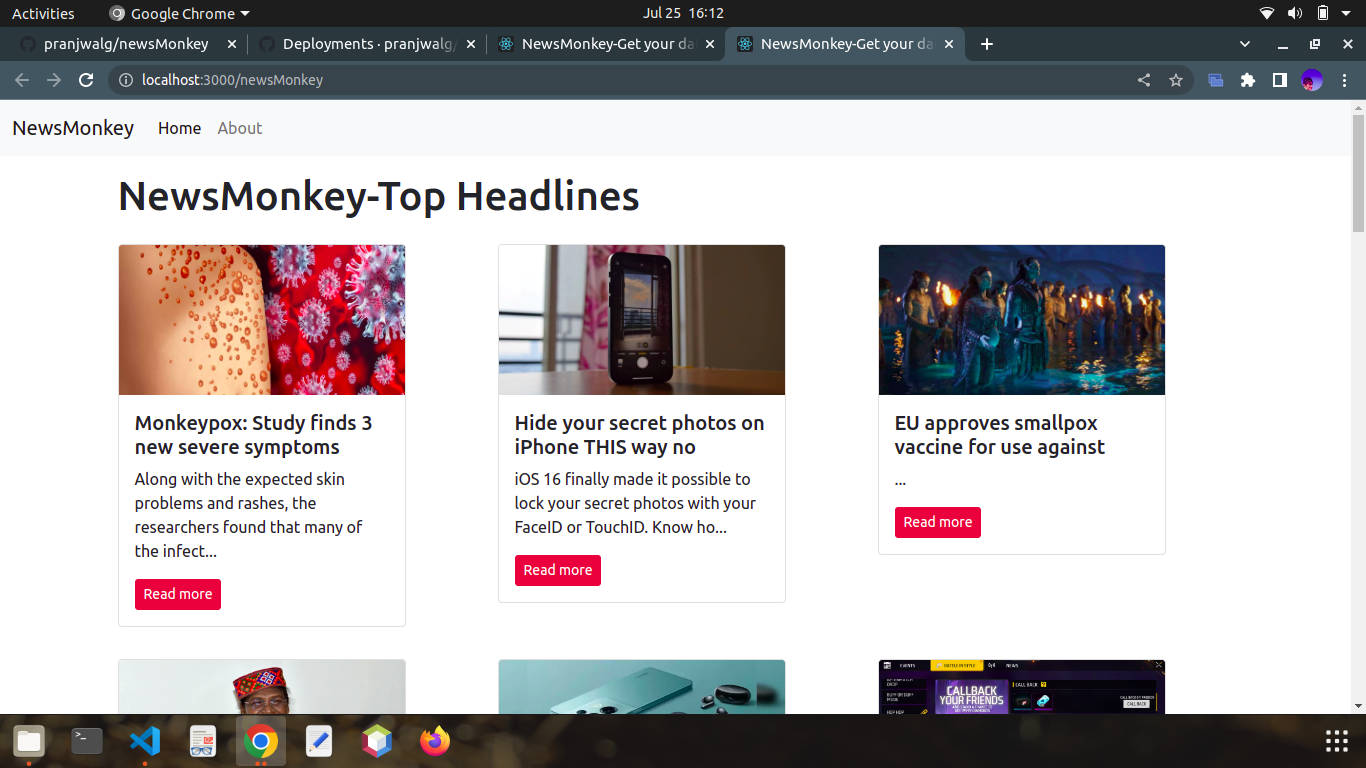 Activities
Google Chrome
Jul 25 16:12
pranjwalg/newsMonkey
Deployments · pranjwalg/
NewsMonkey-Get your da
NewsMonkey-Get your da
localhost:3000/newsMonkey
NewsMonkey
Home
About
NewsMonkey-Top Headlines
Monkeypox: Study finds 3
new severe symptoms
Along with the expected skin
problems and rashes, the
researchers found that many of
the infect...
Read more
Hide your secret photos on
iPhone THIS way no
iOS 16 finally made it possible to
lock your secret photos with your
FaceID or TouchID. Know ho...
Read more
EU approves smallpox
vaccine for use against
...
Read more
EVENTS
BATTLE IN STYLE
NEWS
CALLBACK
YOUR FRIENDS
CALL BACK
CALL BACK